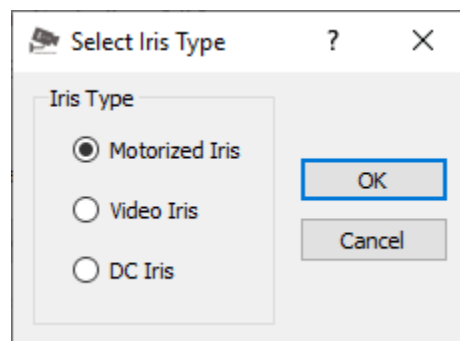 Select Iris Type
?
Iris Type
Motorized Iris
OK
Video Iris
Cancel
DC Iris